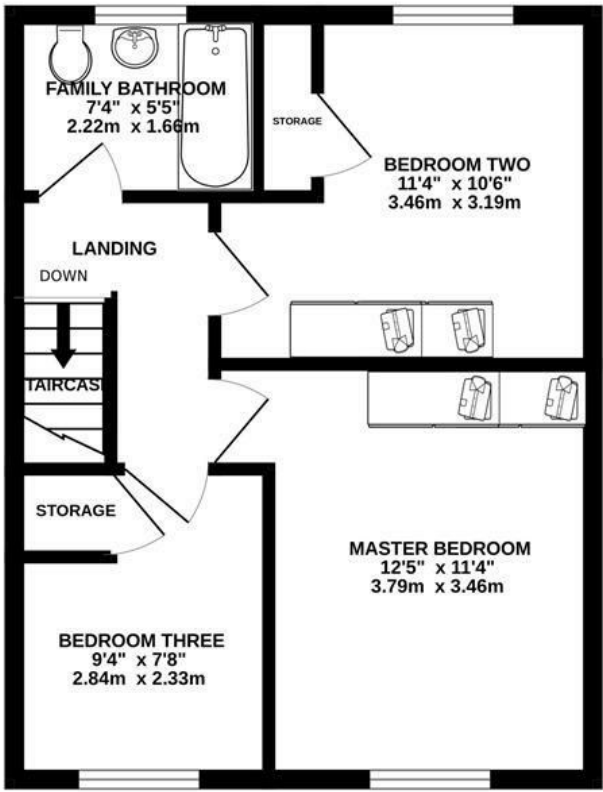 FAMILY BATHROOM
7'4" x 5'5"
2.22m x 1.66m
STORAGE
BEDROOM TWO
11'4" x 10'6"
3.46m x 3.19m
LANDING
DOWN
TAIRCAS
STORAGE
MASTER BEDROOM
12'5" x 11'4"
3.79m x 3.46m
BEDROOM THREE
9'4" x 7'8"
2.84m x 2.33m